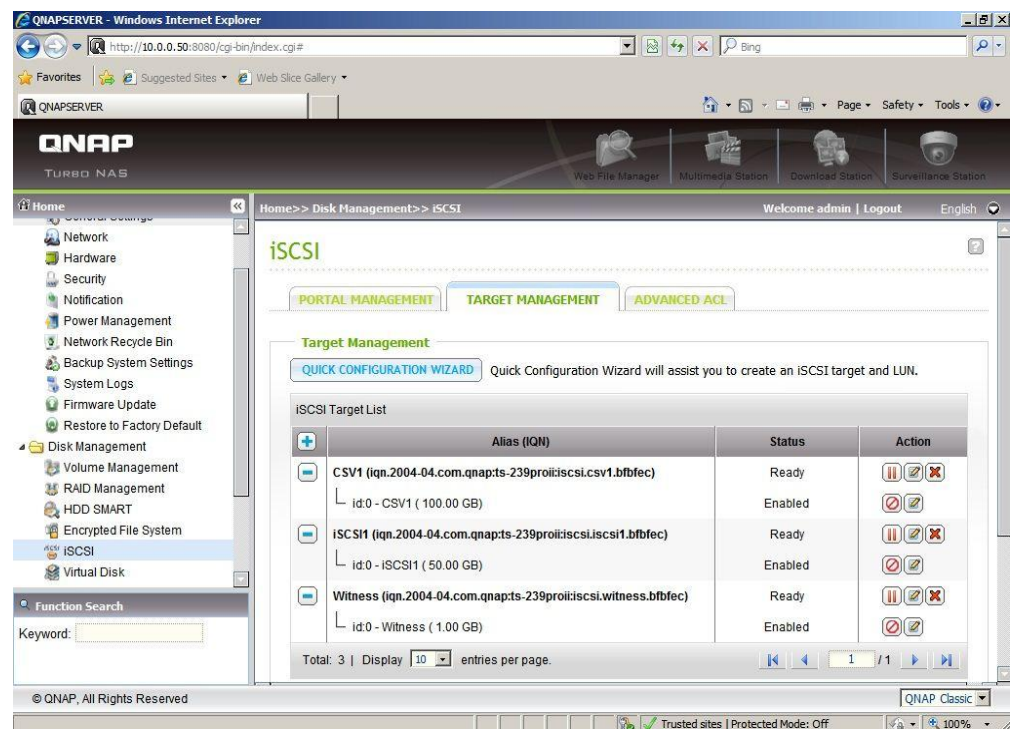 QNAPSERVER - Windows Internet Explorer
http://10.0.0.50:8080/cgi-bin/index.cgi#
Bing
Favorites Suggested Sites Web Slice Gallery
QNAPSERVER
Page Safety Tools
QNAP
TURBO NAS
Web File Manager Multimedia Station Download Station Surveillance Station
Home
Home>> Disk Management>> iSCSI Welcome admin | Logout English
General Settings
Network
Hardware
Security
Notification
Power Management
Network Recycle Bin
Backup System Settings
System Logs
Firmware Update
Restore to Factory Default
Disk Management
Volume Management
RAID Management
HDD SMART
Encrypted File System
iSCSI
Virtual Disk
Function Search
Keyword:
iSCSI
PORTAL MANAGEMENT TARGET MANAGEMENT ADVANCED ACL
Target Management
QUICK CONFIGURATION WIZARD Quick Configuration Wizard will assist you to create an iSCSI target and LUN.
iSCSI Target List
Alias (IQN) Status Action
CSV1 (iqn.2004-04.com.qnap:ts-239proii:iscsi.csv1.bfbfec) Ready
id:0 - CSV1 ( 100.00 GB) Enabled
iSCSI1 (iqn.2004-04.com.qnap:ts-239proii:iscsi.iscsi1.bfbfec) Ready
id:0 - iSCSI1 ( 50.00 GB) Enabled
Witness (iqn.2004-04.com.qnap:ts-239proii:iscsi.witness.bfbfec) Ready
id:0 - Witness ( 1.00 GB) Enabled
Total: 3 | Display 10 entries per page. 1 / 1
© QNAP, All Rights Reserved QNAP Classic
Trusted sites | Protected Mode: Off 100%